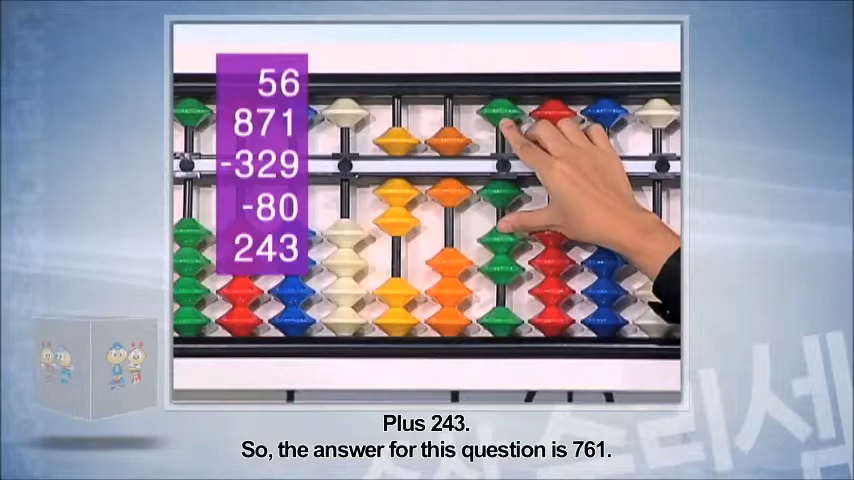 56
871
-329
-80
243
Plus 243.
So, the answer for this question is 761.